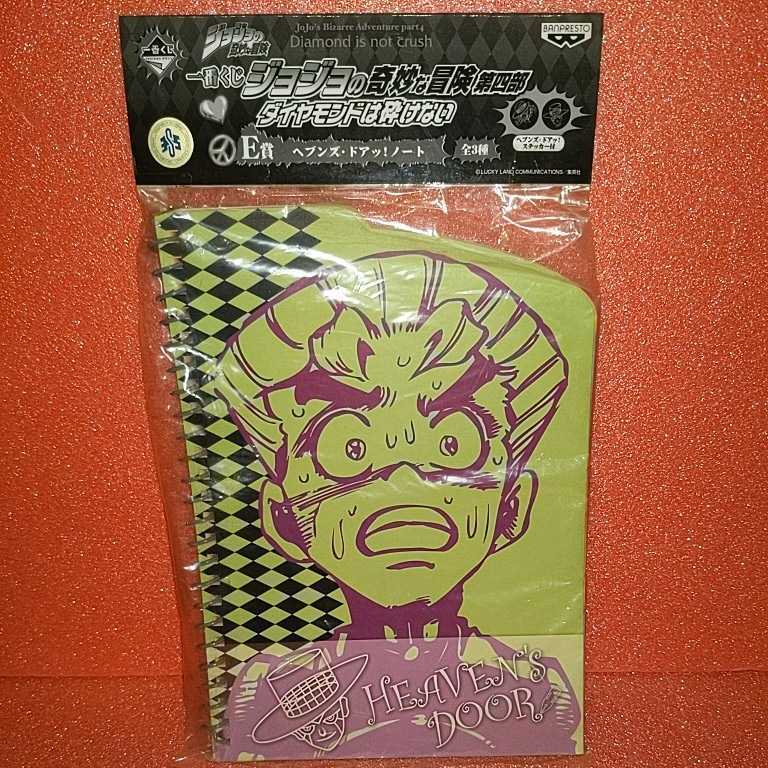 一番くじ
ジョジョの
奇妙な冒険
JoJo's Bizarre Adventure part4
Diamond is not crush
BANPRESTO
一番くじ ジョジョの奇妙な冒険 第四部
ダイヤモンドは砕けない
E賞 ヘブンズ・ドアッ!ノート 全3種
ヘブンズ・ドアッ!
ステッカー付
©LUCKY LAND COMMUNICATIONS/集英社
HEAVEN'S
DOOR